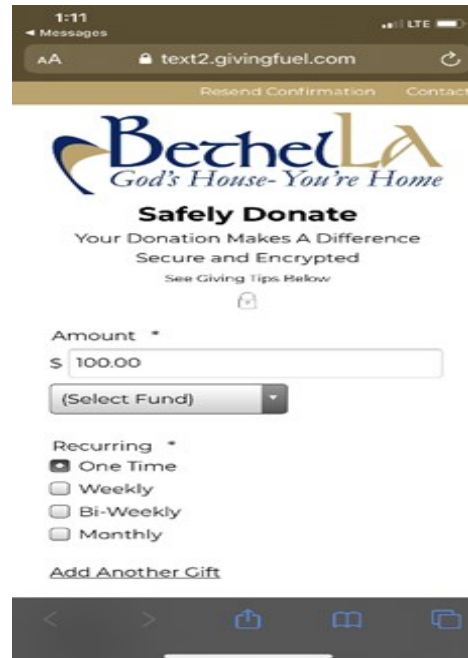 1:11
LTE
◄ Messages
AA text2.givingfuel.com
Resend Confirmation Contact
BethelLA
God's House-You're Home
Safely Donate
Your Donation Makes A Difference
Secure and Encrypted
See Giving Tips Below
Amount *
$ 100.00
(Select Fund)
Recurring *
One Time
Weekly
Bi-Weekly
Monthly
Add Another Gift